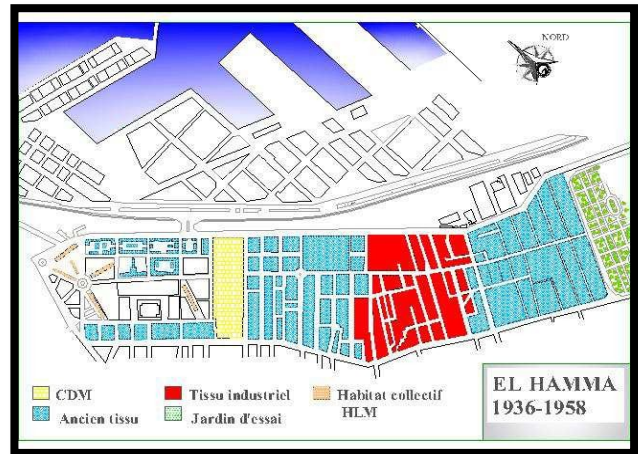 NORD
CDM
Tissu industriel
Habitat collectif
HLM
Ancien tissu
Jardin d'essai
EL HAMMA
1936-1958